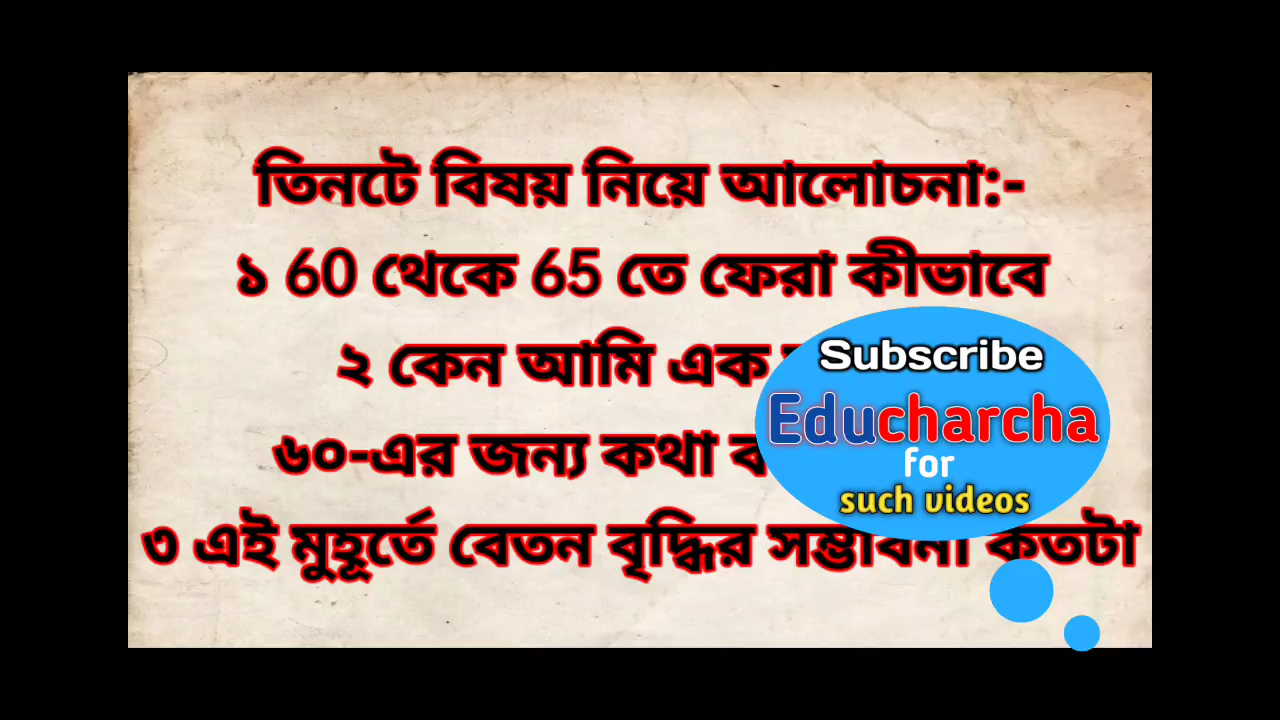 তিনটে বিষয় নিয়ে আলোচনা:-
১ 60 থেকে 65 তে ফেরা কীভাবে
২ কেন আমি এক
৬০-এর জন্য কথা
৩ এই মুহূর্তে বেতন বৃদ্ধির সম্ভাবনা কতটা
Subscribe
Educharcha
for
such videos